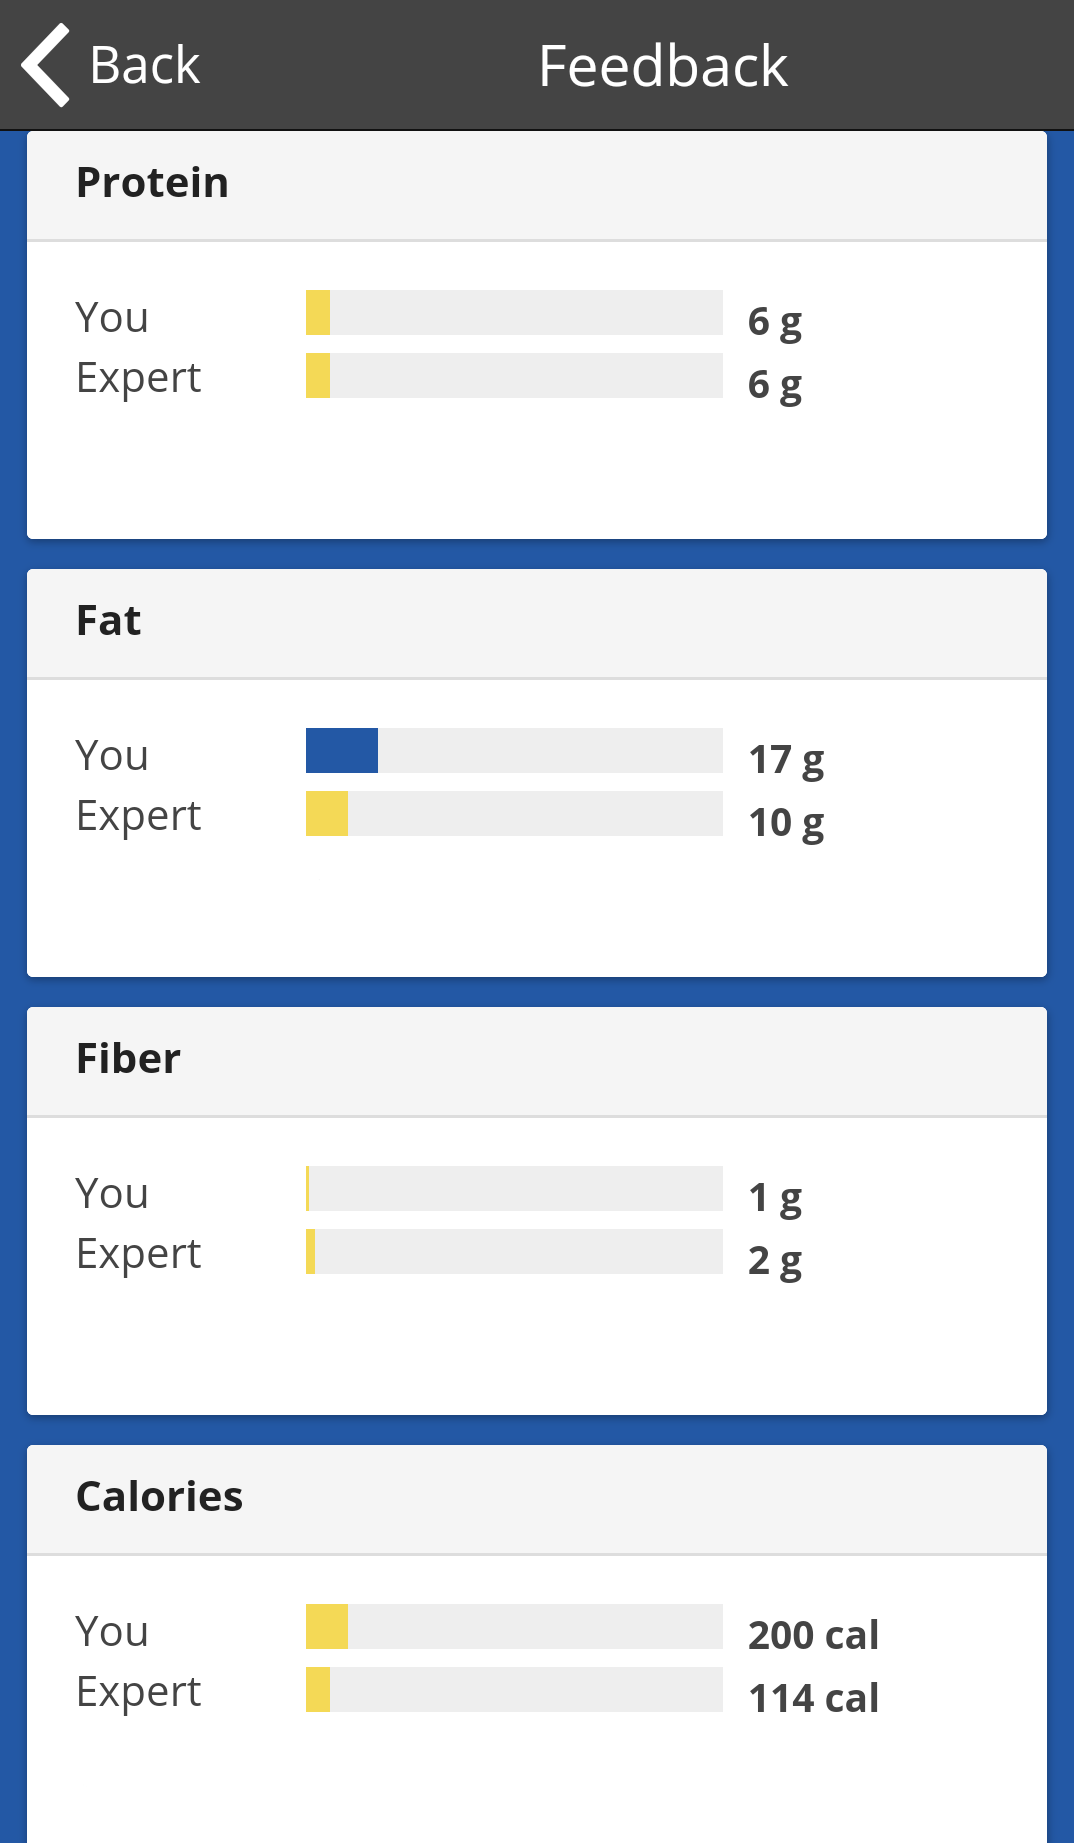 Back
Feedback
Protein
You 6 g
Expert 6 g
Fat
You 17 g
Expert 10 g
Fiber
You 1 g
Expert 2 g
Calories
You 200 cal
Expert 114 cal